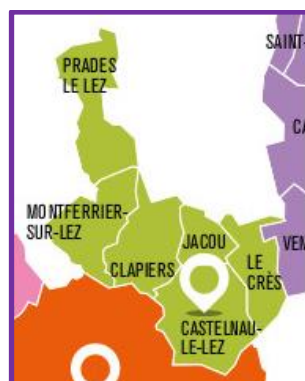 SAINT-
PRADES
LE LEZ
CA
MONTFERRIER-
SUR-LEZ
JACOU
VEN
CLAPIERS
LE
CRÈS
CASTELNAU-
LE-LEZ